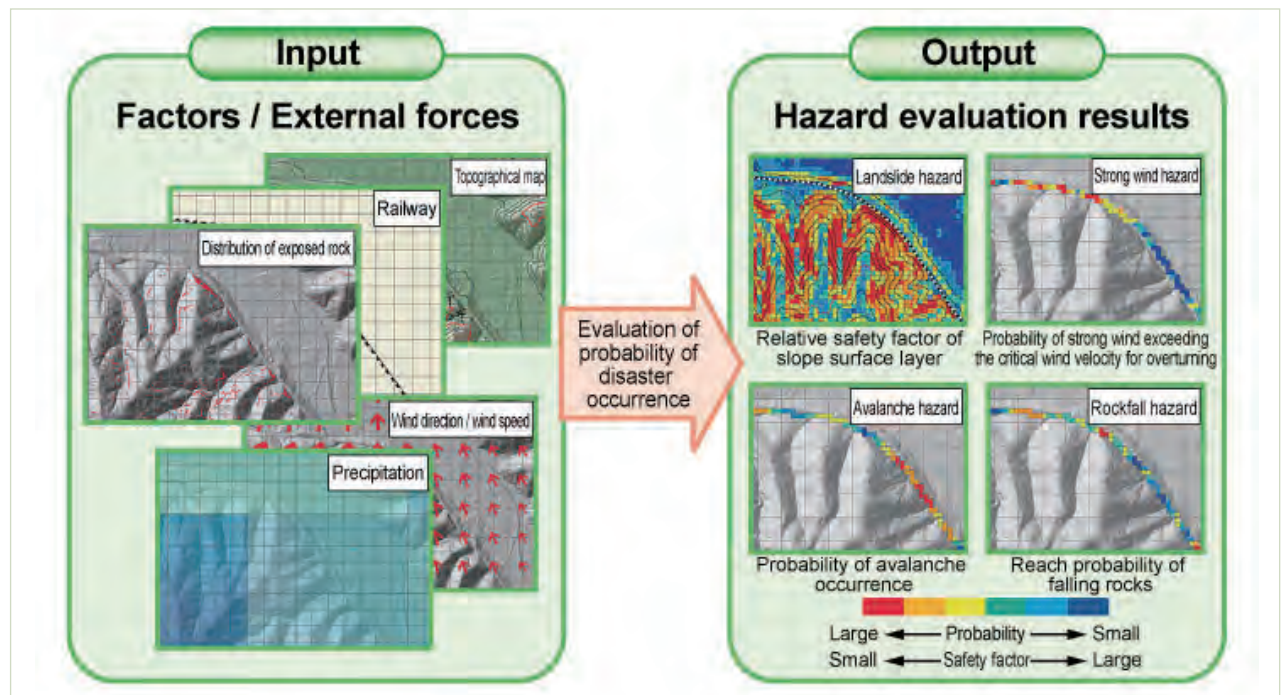 Input
Factors / External forces
Topographical map
Railway
Distribution of exposed rock
Wind direction / wind speed
Precipitation
Evaluation of
probability of
disaster
occurrence
Output
Hazard evaluation results
Landslide hazard
Relative safety factor of
slope surface layer
Strong wind hazard
Probability of strong wind exceeding
the critical wind velocity for overturning
Avalanche hazard
Probability of avalanche
occurrence
Rockfall hazard
Reach probability of
falling rocks
Large Probability Small
Small Safety factor Large